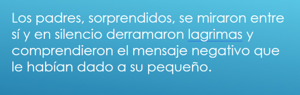 Los padres, sorprendidos, se miraron entre
sí y en silencio derramaron lagrimas y
comprendieron el mensaje negativo que
le habían dado a su pequeño.